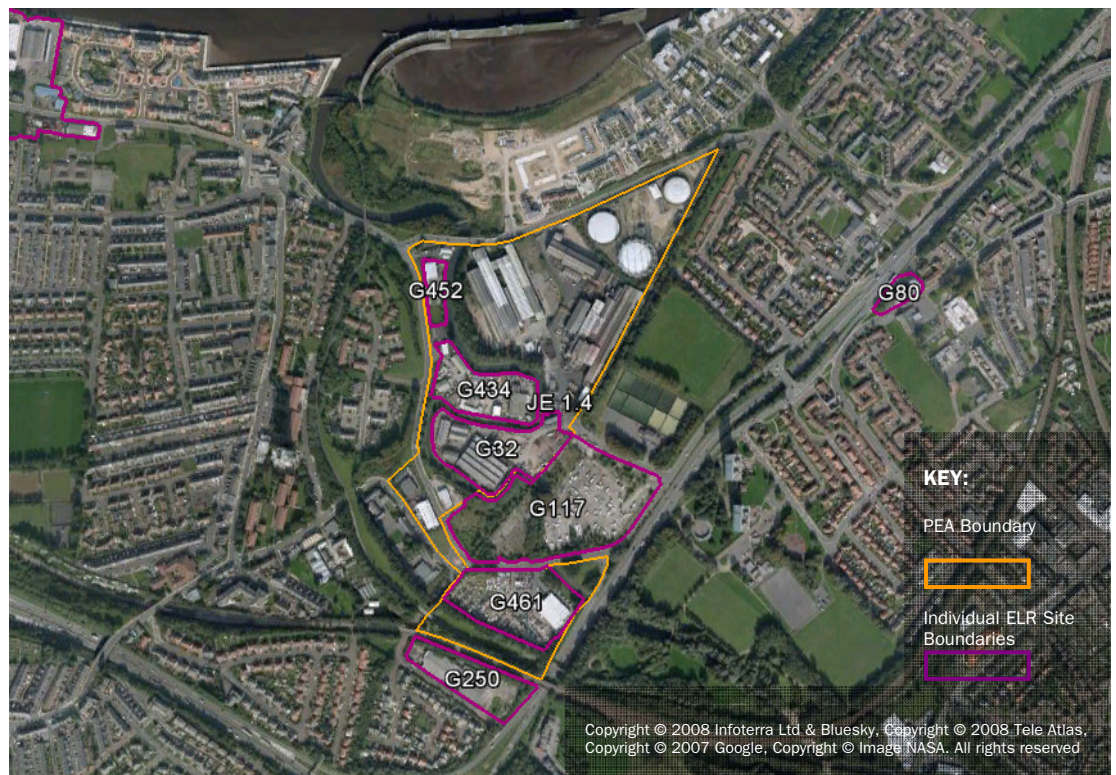 G452
G80
G434
JE 1.4
G32
G117
G461
G250
KEY:
PEA Boundary
Individual ELR Site
Boundaries
Copyright © 2008 Infoterra Ltd & Bluesky, Copyright © 2008 Tele Atlas,
Copyright © 2007 Google, Copyright © Image NASA. All rights reserved